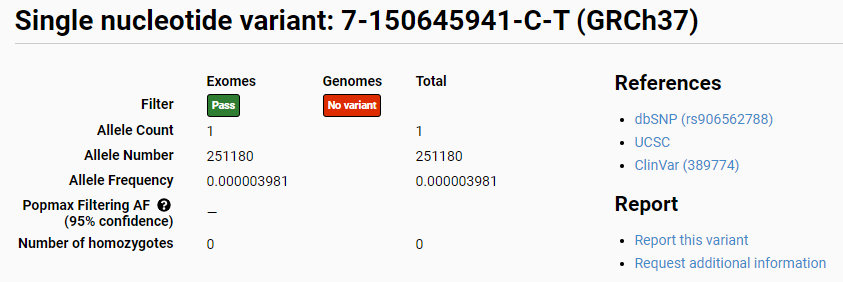 Single nucleotide variant: 7-150645941-C-T (GRCh37)
Exomes Genomes Total
Filter Pass No variant
Allele Count 1 1
Allele Number 251180 251180
Allele Frequency 0.000003981 0.000003981
Popmax Filtering AF ?
(95% confidence) —
Number of homozygotes 0 0
References
• dbSNP (rs906562788)
• UCSC
• ClinVar (389774)
Report
• Report this variant
• Request additional information